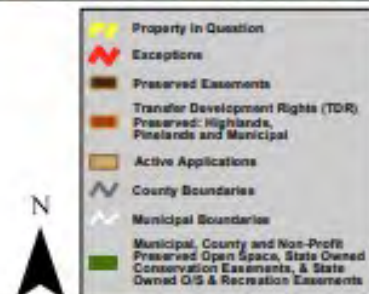 Property In Question
Exceptions
Preserved Easements
Transfer Development Rights (TDR)
Preserved: Highlands,
Pinelands and Municipal
Active Applications
County Boundaries
Municipal Boundaries
Municipal, County and Non-Profit
Preserved Open Space, State Owned
Conservation Easements, & State
Owned O/S & Recreation Easements
N